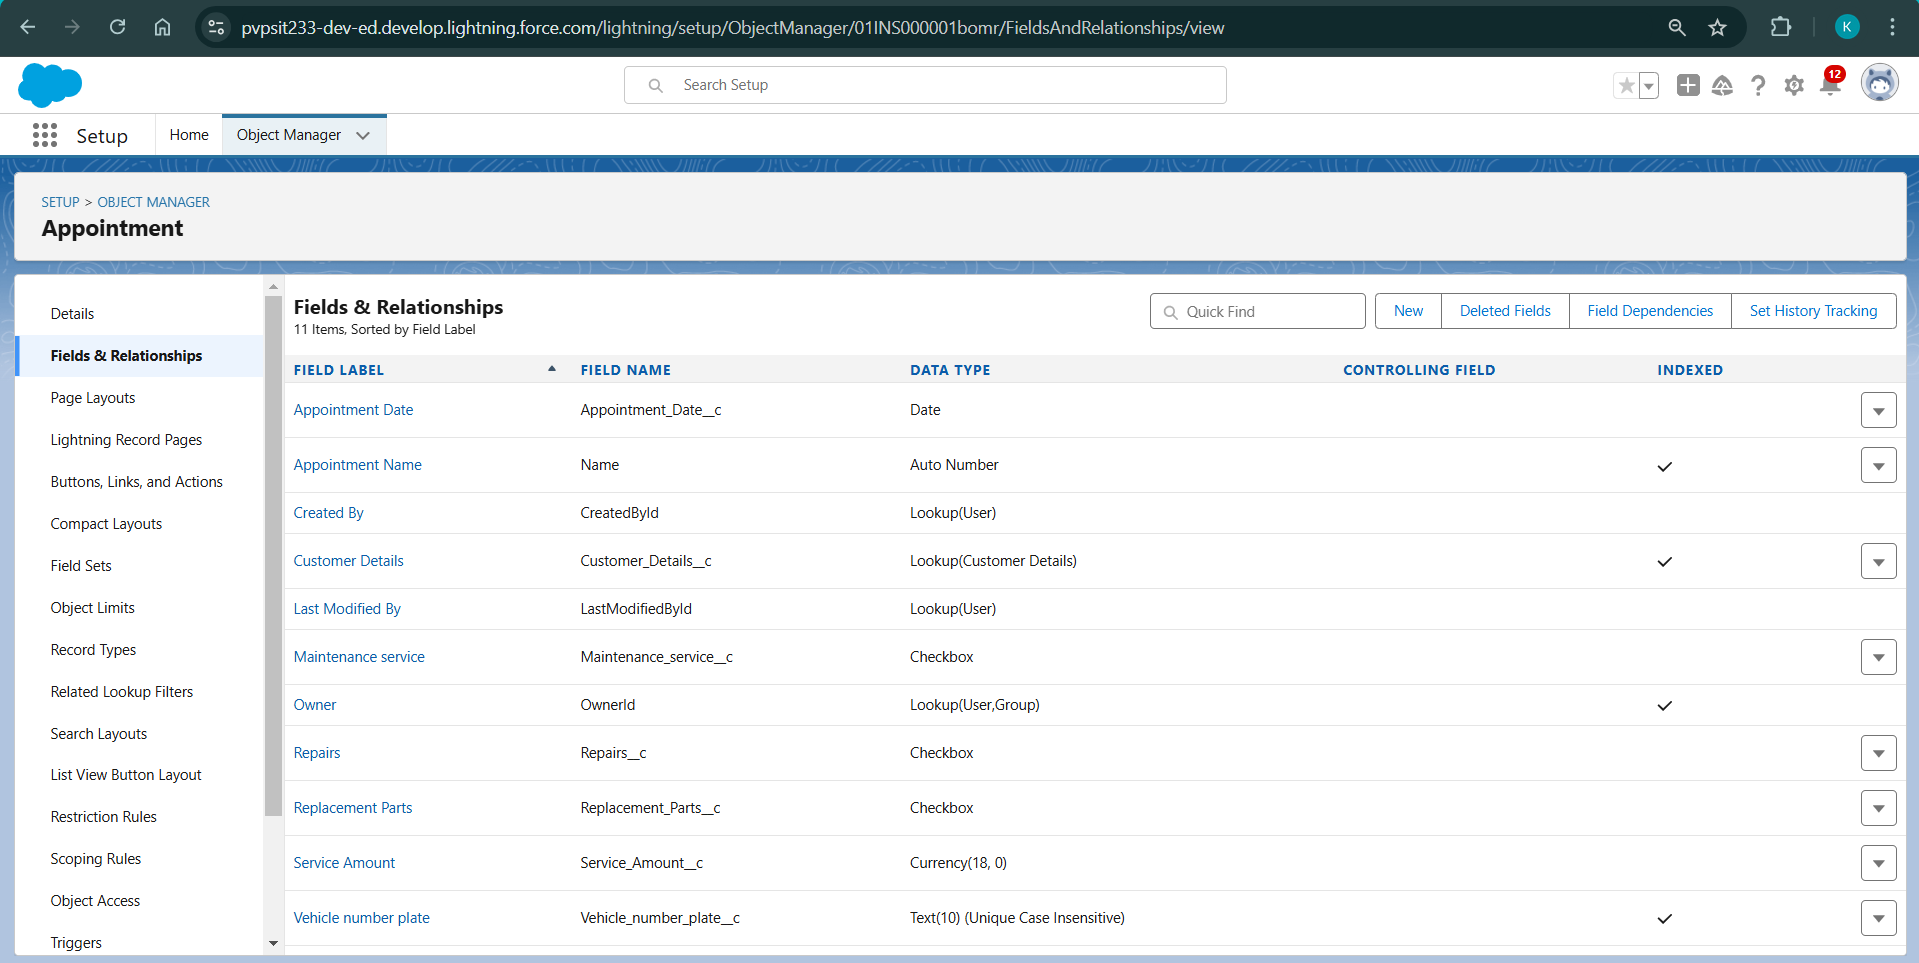 pvpsit233-dev-ed.develop.lightning.force.com/lightning/setup/ObjectManager/01INS000001bomr/FieldsAndRelationships/view
K
Search Setup
12
Setup
Home
Object Manager
SETUP > OBJECT MANAGER
Appointment
Details
Fields & Relationships
Page Layouts
Lightning Record Pages
Buttons, Links, and Actions
Compact Layouts
Field Sets
Object Limits
Record Types
Related Lookup Filters
Search Layouts
List View Button Layout
Restriction Rules
Scoping Rules
Object Access
Triggers
Fields & Relationships
11 Items, Sorted by Field Label
Quick Find
New
Deleted Fields
Field Dependencies
Set History Tracking
FIELD LABEL FIELD NAME DATA TYPE CONTROLLING FIELD INDEXED
Appointment Date Appointment_Date__c Date
Appointment Name Name Auto Number
Created By CreatedById Lookup(User)
Customer Details Customer_Details__c Lookup(Customer Details)
Last Modified By LastModifiedById Lookup(User)
Maintenance service Maintenance_service__c Checkbox
Owner OwnerId Lookup(User,Group)
Repairs Repairs__c Checkbox
Replacement Parts Replacement_Parts__c Checkbox
Service Amount Service_Amount__c Currency(18, 0)
Vehicle number plate Vehicle_number_plate__c Text(10) (Unique Case Insensitive)